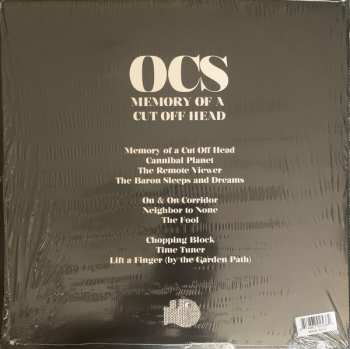 OCS
MEMORY OF A
CUT OFF HEAD
Memory of a Cut Off Head
Cannibal Planet
The Remote Viewer
The Baron Sleeps and Dreams
On & On Corridor
Neighbor to None
The Fool
Chopping Block
Time Tuner
Lift a Finger (by the Garden Path)